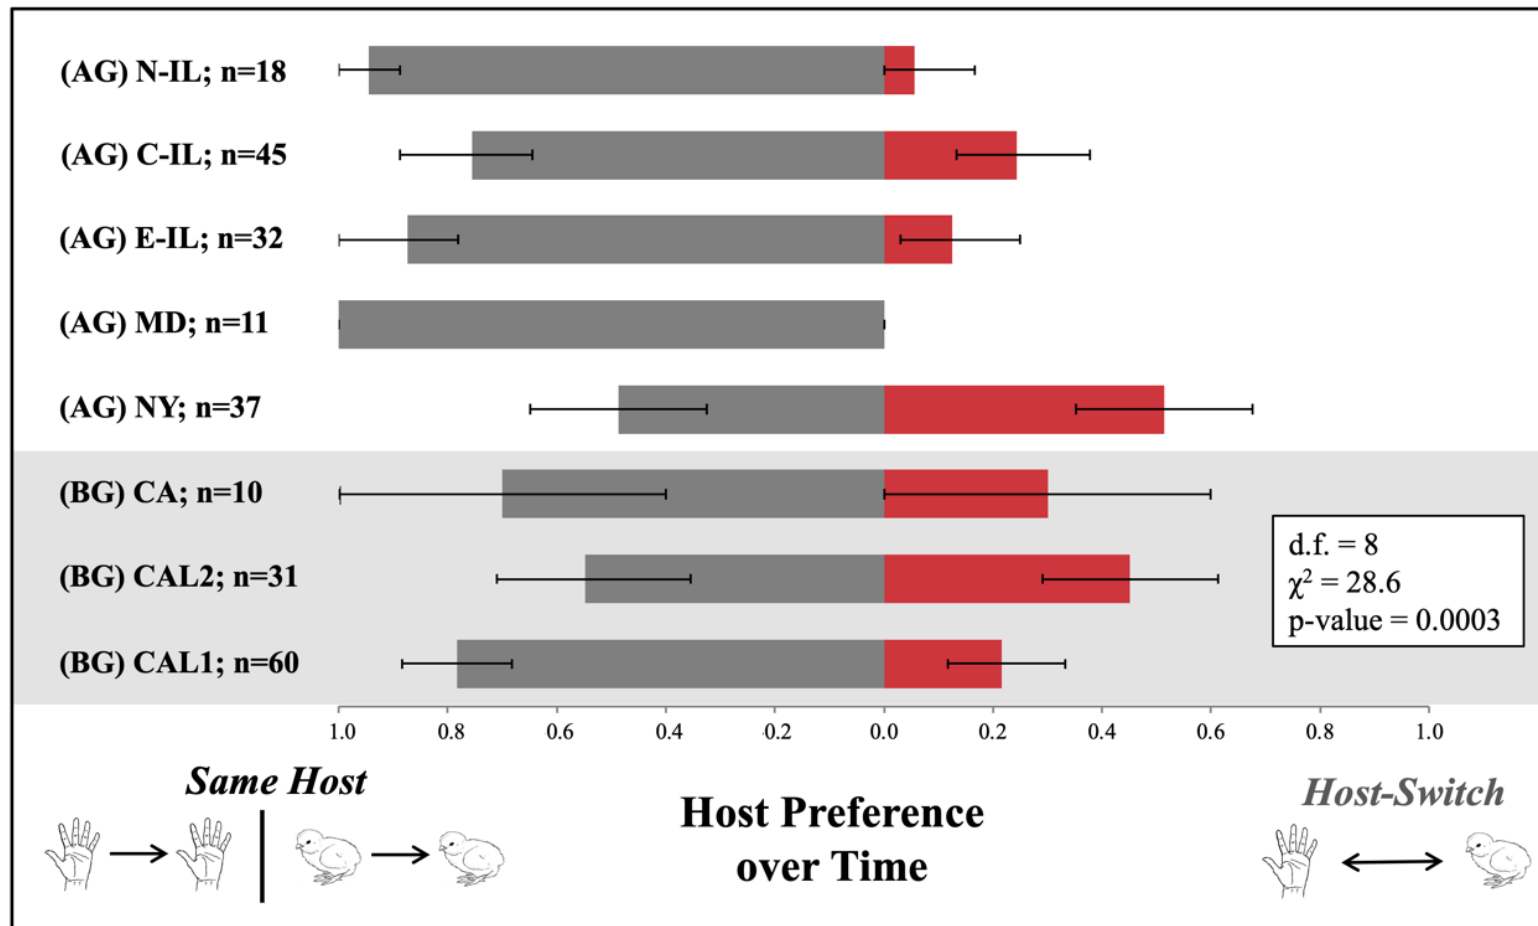 (AG) N-IL; n=18
(AG) C-IL; n=45
(AG) E-IL; n=32
(AG) MD; n=11
(AG) NY; n=37
(BG) CA; n=10
(BG) CAL2; n=31
(BG) CAL1; n=60
d.f. = 8
χ² = 28.6
p-value = 0.0003
1.0 0.8 0.6 0.4 0.2 0.0 0.2 0.4 0.6 0.8 1.0
Same Host
Host Preference
over Time
Host-Switch